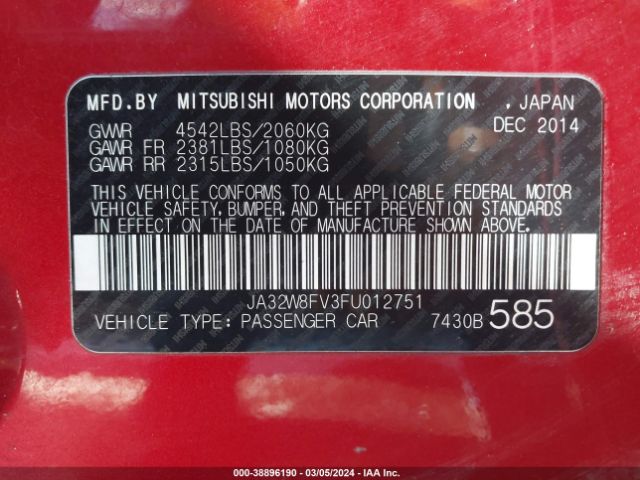 MFD.BY MITSUBISHI MOTORS CORPORATION , JAPAN
GVWR 4542LBS/2060KG DEC 2014
GAWR FR 2381LBS/1080KG
GAWR RR 2315LBS/1050KG
THIS VEHICLE CONFORMS TO ALL APPLICABLE FEDERAL MOTOR
VEHICLE SAFETY, BUMPER, AND THEFT PREVENTION STANDARDS
IN EFFECT ON THE DATE OF MANUFACTURE SHOWN ABOVE.
JA32W8FV3FU012751
VEHICLE TYPE: PASSENGER CAR 7430B 585
000-38896190 - 03/05/2024 - IAA Inc.